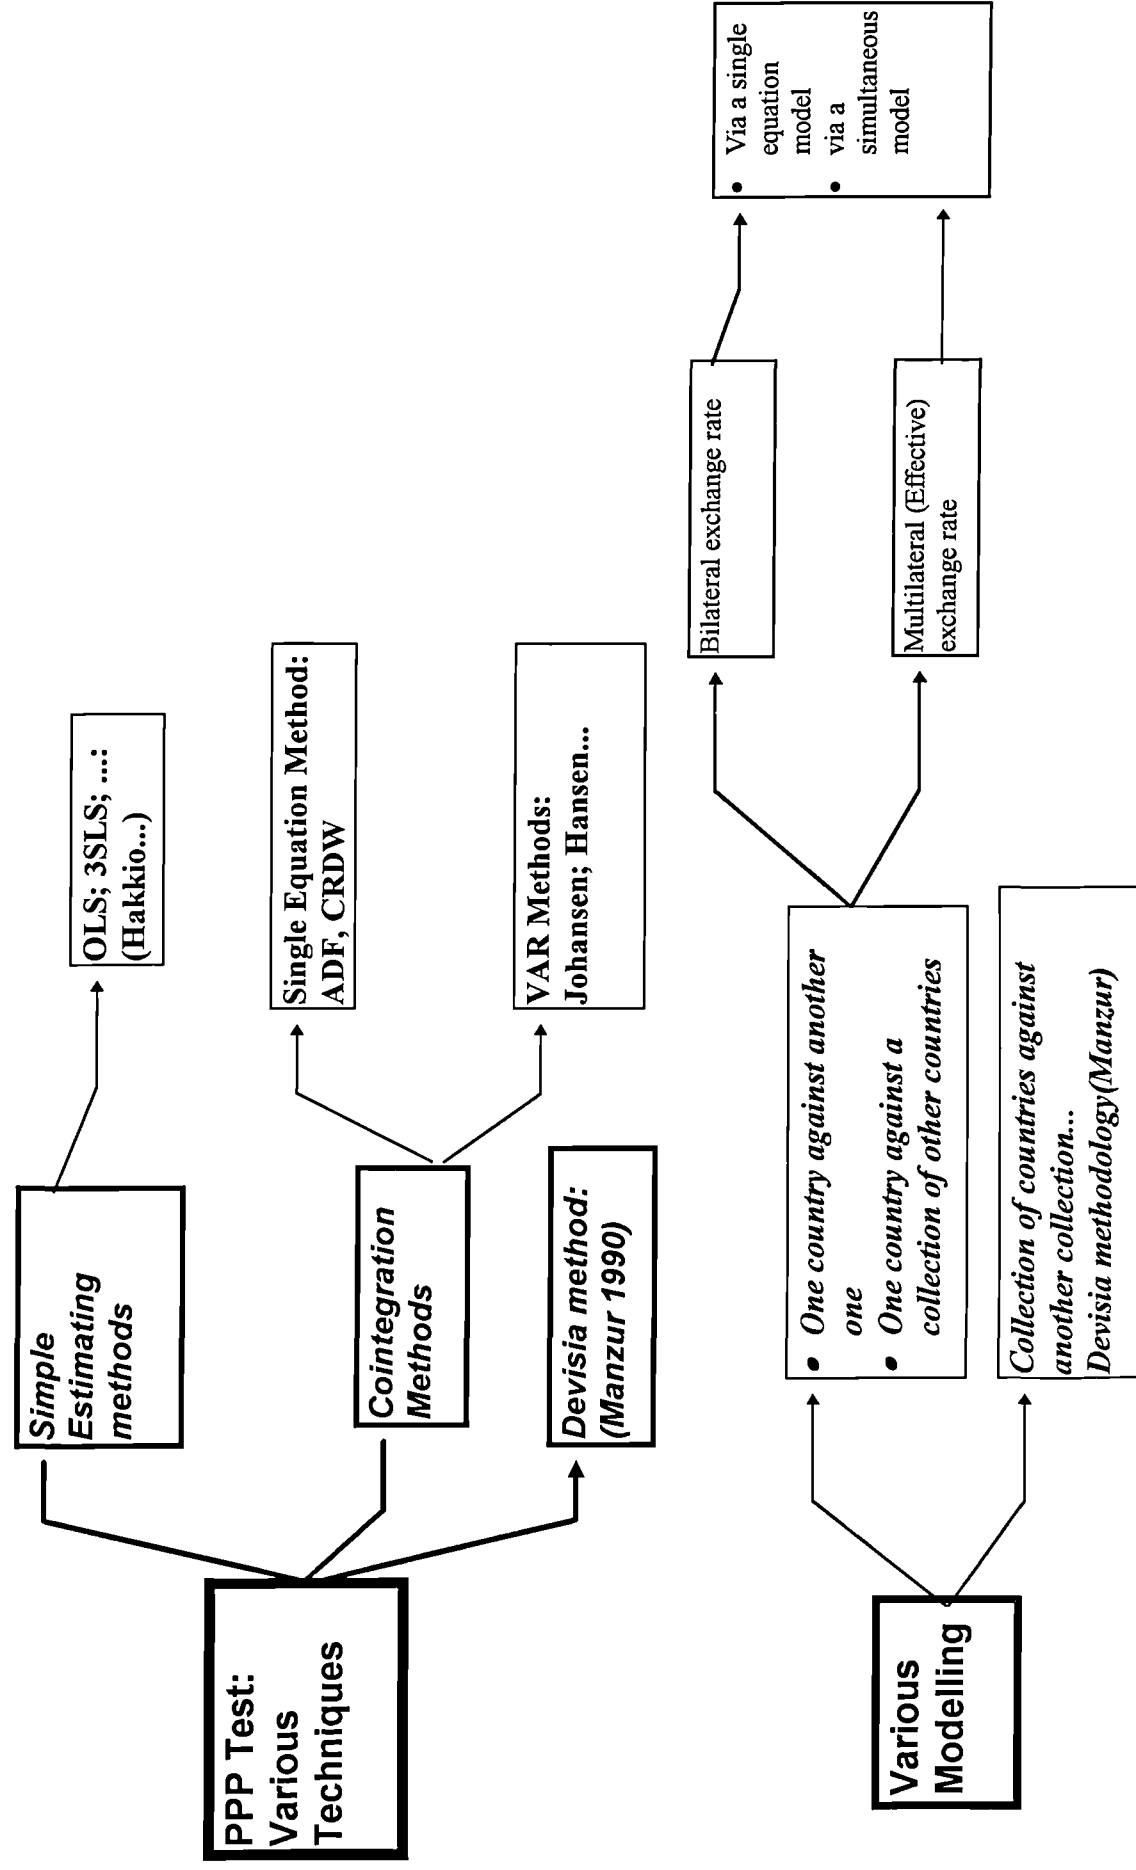 PPP Test:
Various
Techniques
Simple
Estimating
methods
OLS; 3SLS; ...:
(Hakkio...)
Cointegration
Methods
Single Equation Method:
ADF, CRDW
VAR Methods:
Johansen; Hansen...
Devisia method:
(Manzur 1990)
Various
Modelling
• One country against another
one
• One country against a
collection of other countries
Collection of countries against
another collection...
Devisia methodology(Manzur)
Bilateral exchange rate
Multilateral (Effective)
exchange rate
• Via a single
equation
model
• via a
simultaneous
model